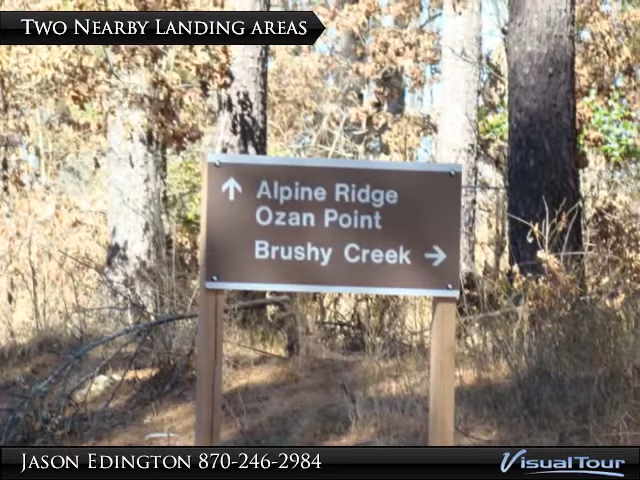 Two Nearby Landing areas
↑ Alpine Ridge
Ozan Point
Brushy Creek →
Jason Edington 870-246-2984
VisualTour